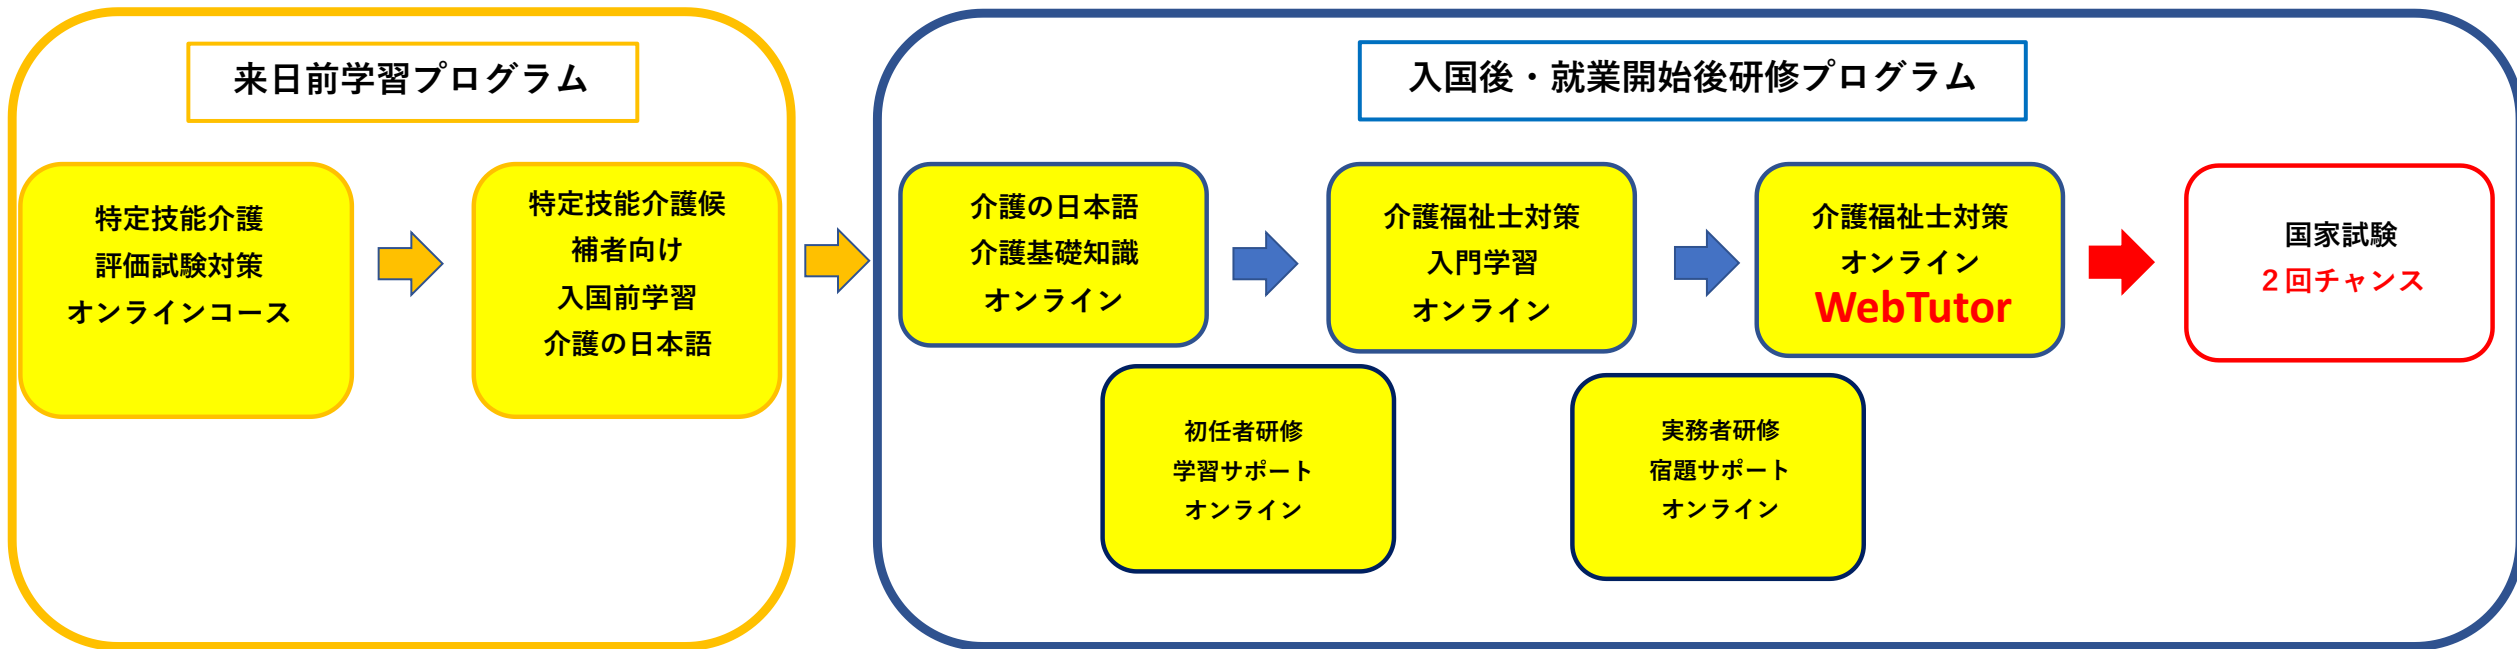 来日前学習プログラム
特定技能介護
評価試験対策
オンラインコース
特定技能介護候
補者向け
入国前学習
介護の日本語
入国後・就業開始後研修プログラム
介護の日本語
介護基礎知識
オンライン
介護福祉士対策
入門学習
オンライン
介護福祉士対策
オンライン
WebTutor
国家試験
２回チャンス
初任者研修
学習サポート
オンライン
実務者研修
宿題サポート
オンライン